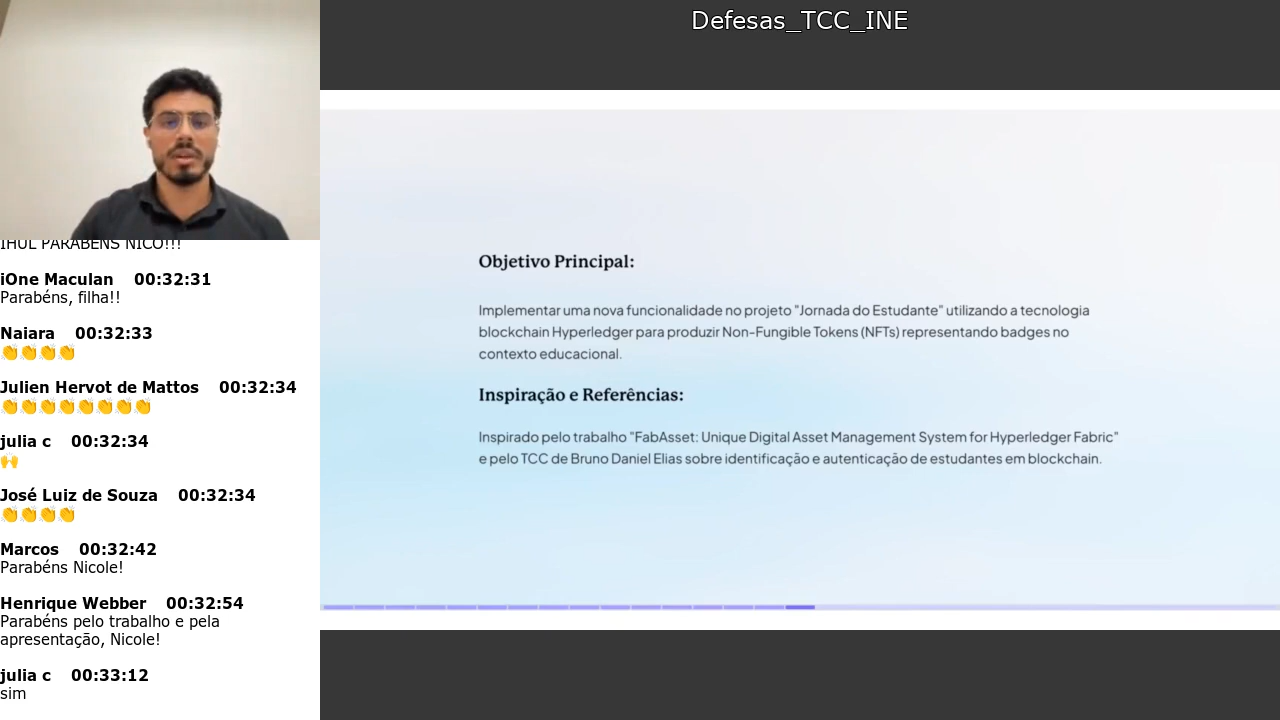 Defesas_TCC_INE
IHUL PARABÉNS NICO!!!
iOne Maculan 00:32:31
Parabéns, filha!!
Naiara 00:32:33
👏👏👏👏
Julien Hervot de Mattos 00:32:34
👏👏👏👏👏👏👏👏
julia c 00:32:34
🙌
José Luiz de Souza 00:32:34
👏👏👏👏
Marcos 00:32:42
Parabéns Nicole!
Henrique Webber 00:32:54
Parabéns pelo trabalho e pela
apresentação, Nicole!
julia c 00:33:12
sim
Objetivo Principal:
Implementar uma nova funcionalidade no projeto "Jornada do Estudante" utilizando a tecnologia
blockchain Hyperledger para produzir Non-Fungible Tokens (NFTs) representando badges no
contexto educacional.
Inspiração e Referências:
Inspirado pelo trabalho "FabAsset: Unique Digital Asset Management System for Hyperledger Fabric"
e pelo TCC de Bruno Daniel Elias sobre identificação e autenticação de estudantes em blockchain.